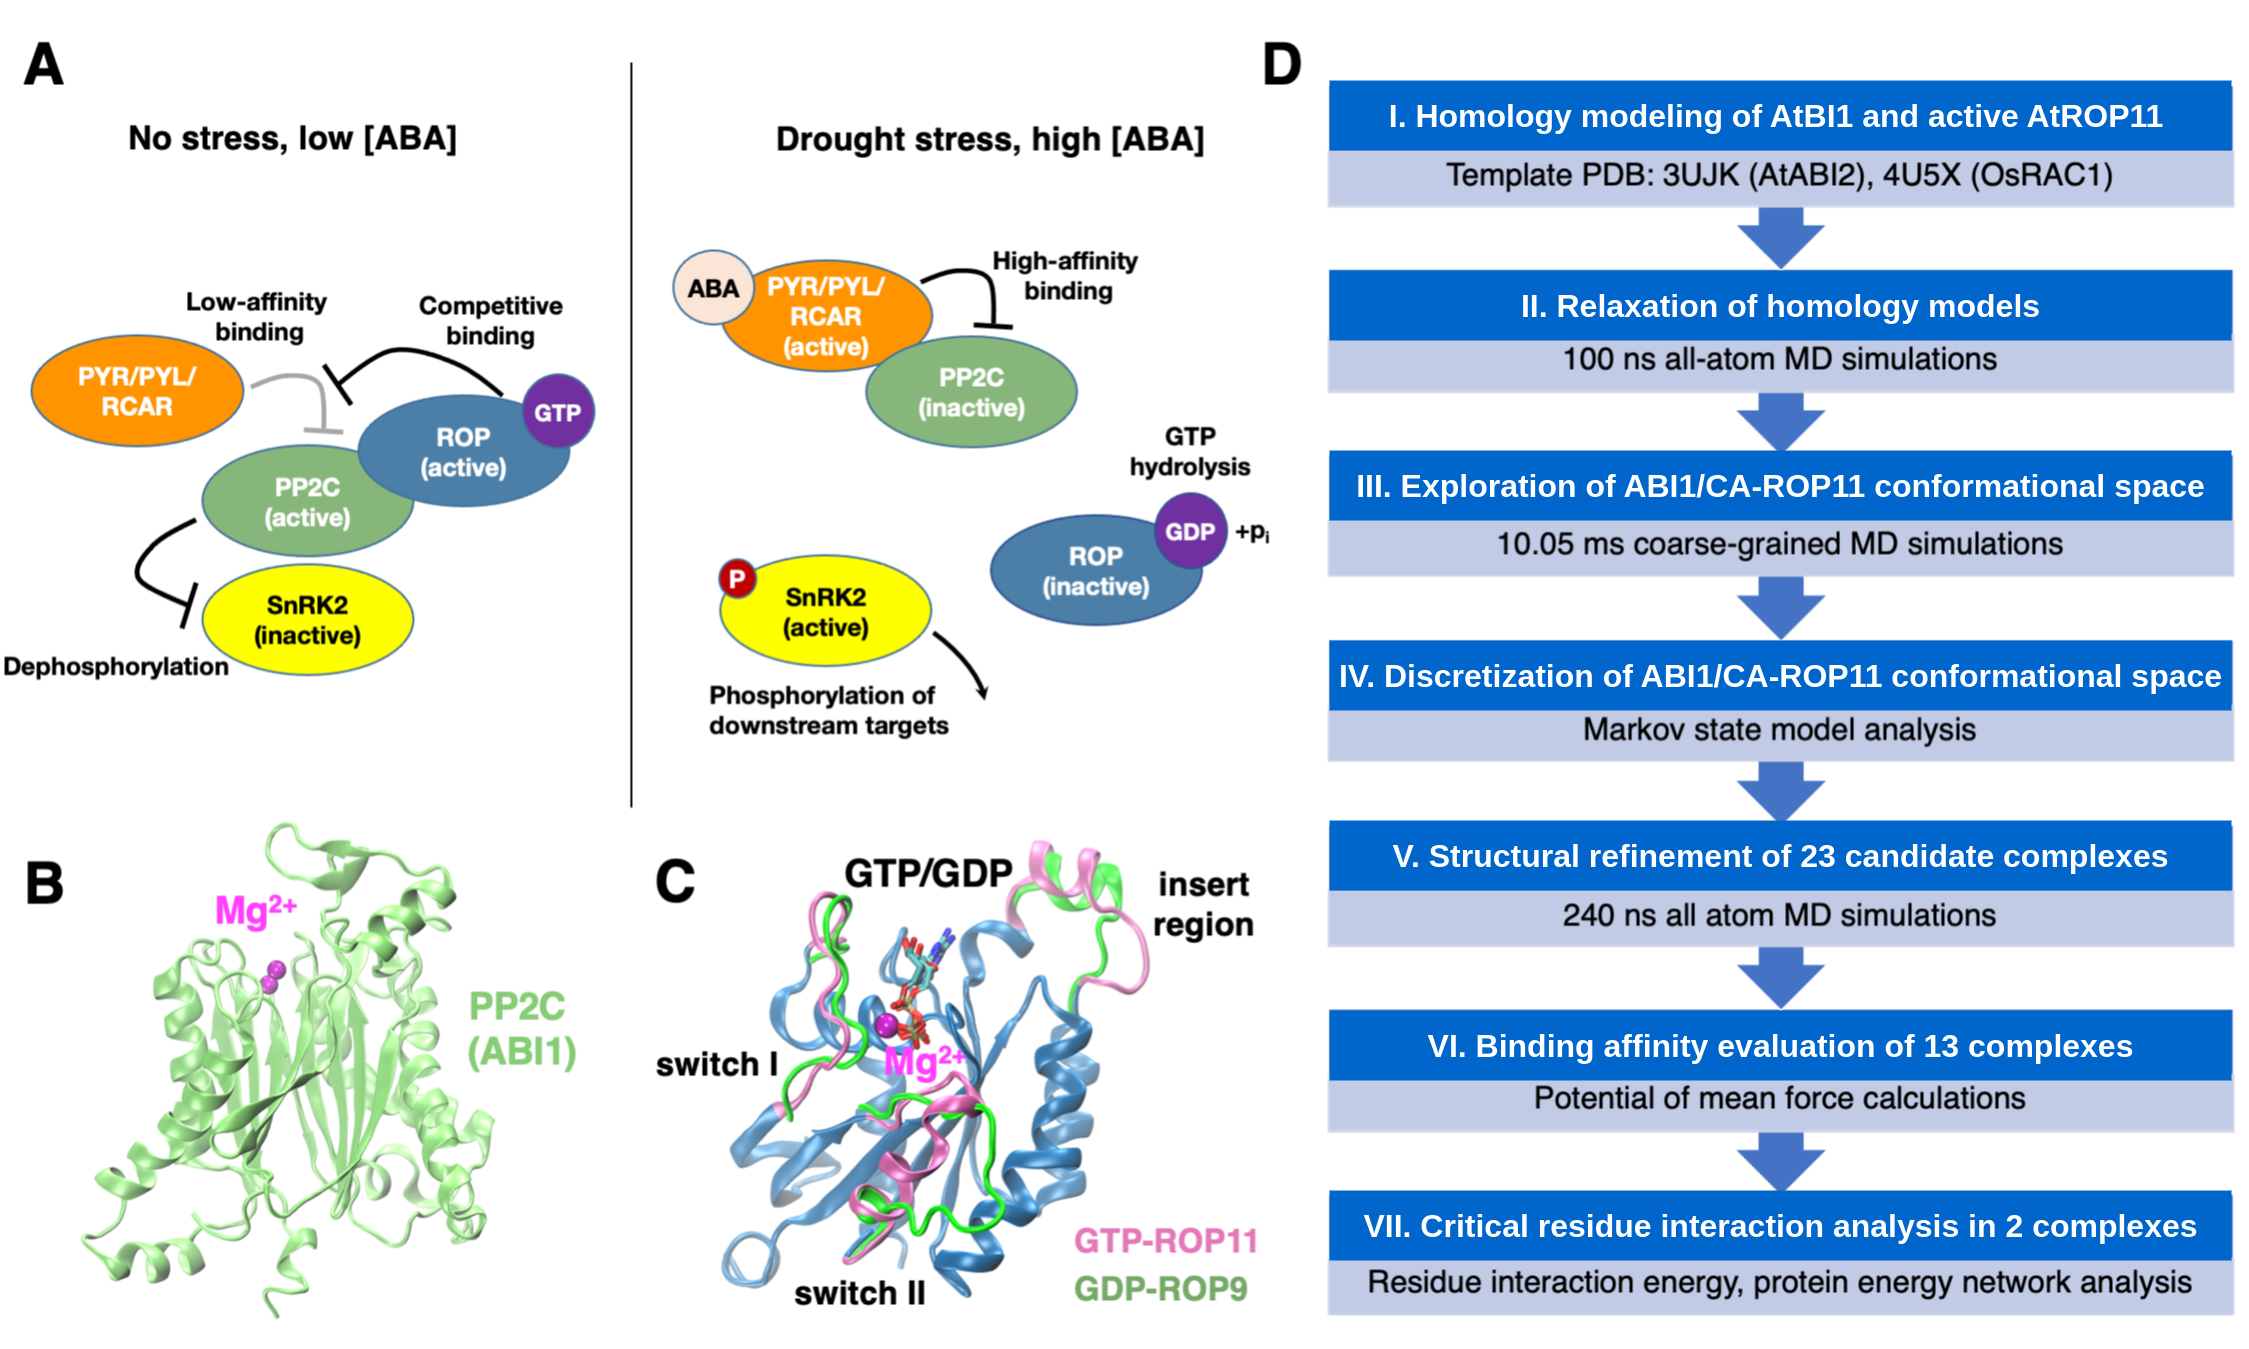 A
No stress, low [ABA]
Low-affinity
binding
Competitive
binding
PYR/PYL/
RCAR
GTP
ROP
(active)
PP2C
(active)
SnRK2
(inactive)
Dephosphorylation
Drought stress, high [ABA]
ABA
PYR/PYL/
RCAR
(active)
High-affinity
binding
PP2C
(inactive)
GTP
hydrolysis
GDP
+pi
ROP
(inactive)
P
SnRK2
(active)
Phosphorylation of
downstream targets
B
Mg2+
PP2C
(ABI1)
C
GTP/GDP
insert
region
switch I
Mg2+
switch II
GTP-ROP11
GDP-ROP9
D
I. Homology modeling of AtBI1 and active AtROP11
Template PDB: 3UJK (AtABI2), 4U5X (OsRAC1)
II. Relaxation of homology models
100 ns all-atom MD simulations
III. Exploration of ABI1/CA-ROP11 conformational space
10.05 ms coarse-grained MD simulations
IV. Discretization of ABI1/CA-ROP11 conformational space
Markov state model analysis
V. Structural refinement of 23 candidate complexes
240 ns all atom MD simulations
VI. Binding affinity evaluation of 13 complexes
Potential of mean force calculations
VII. Critical residue interaction analysis in 2 complexes
Residue interaction energy, protein energy network analysis